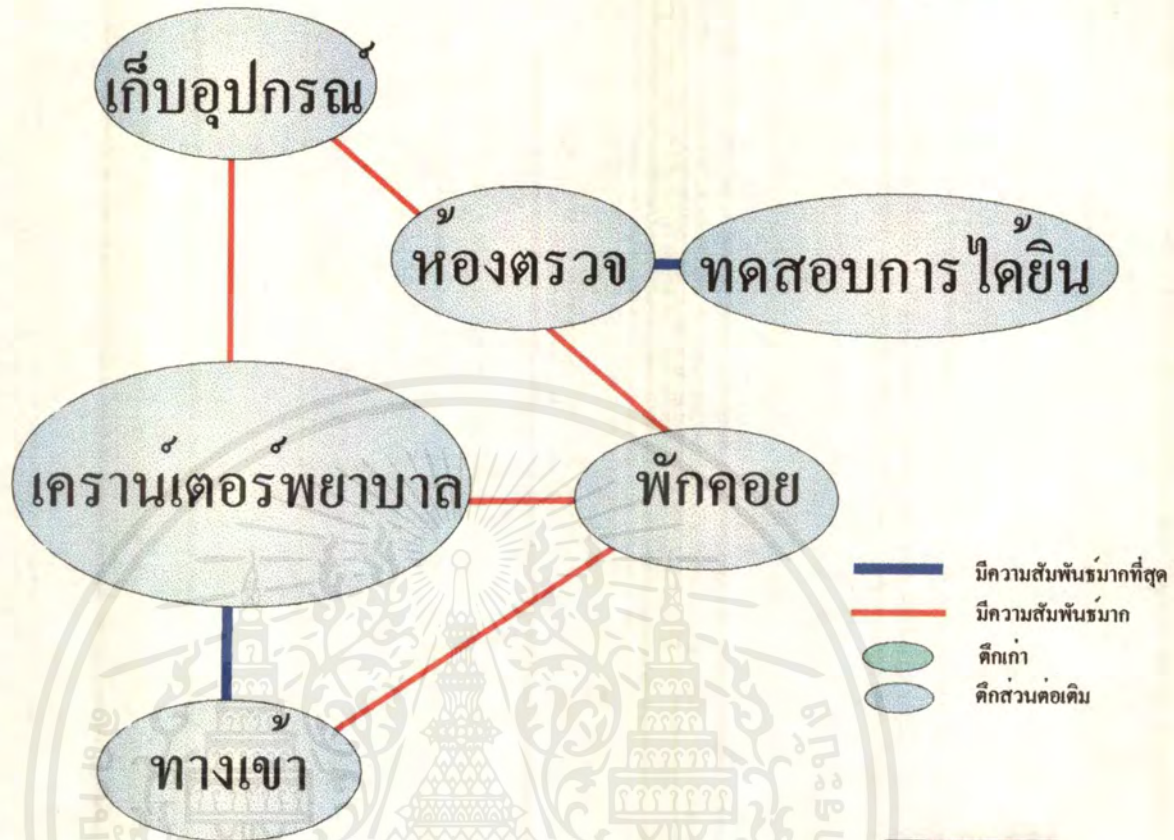 เก็บอุปกรณ์
ห้องตรวจ
ทดสอบการได้ยิน
เครานเตอร์พยาบาล
พักคอย
มีความสัมพันธ์มากที่สุด
มีความสัมพันธ์มาก
ตึกเก่า
ตึกส่วนต่อเติม
ทางเข้า